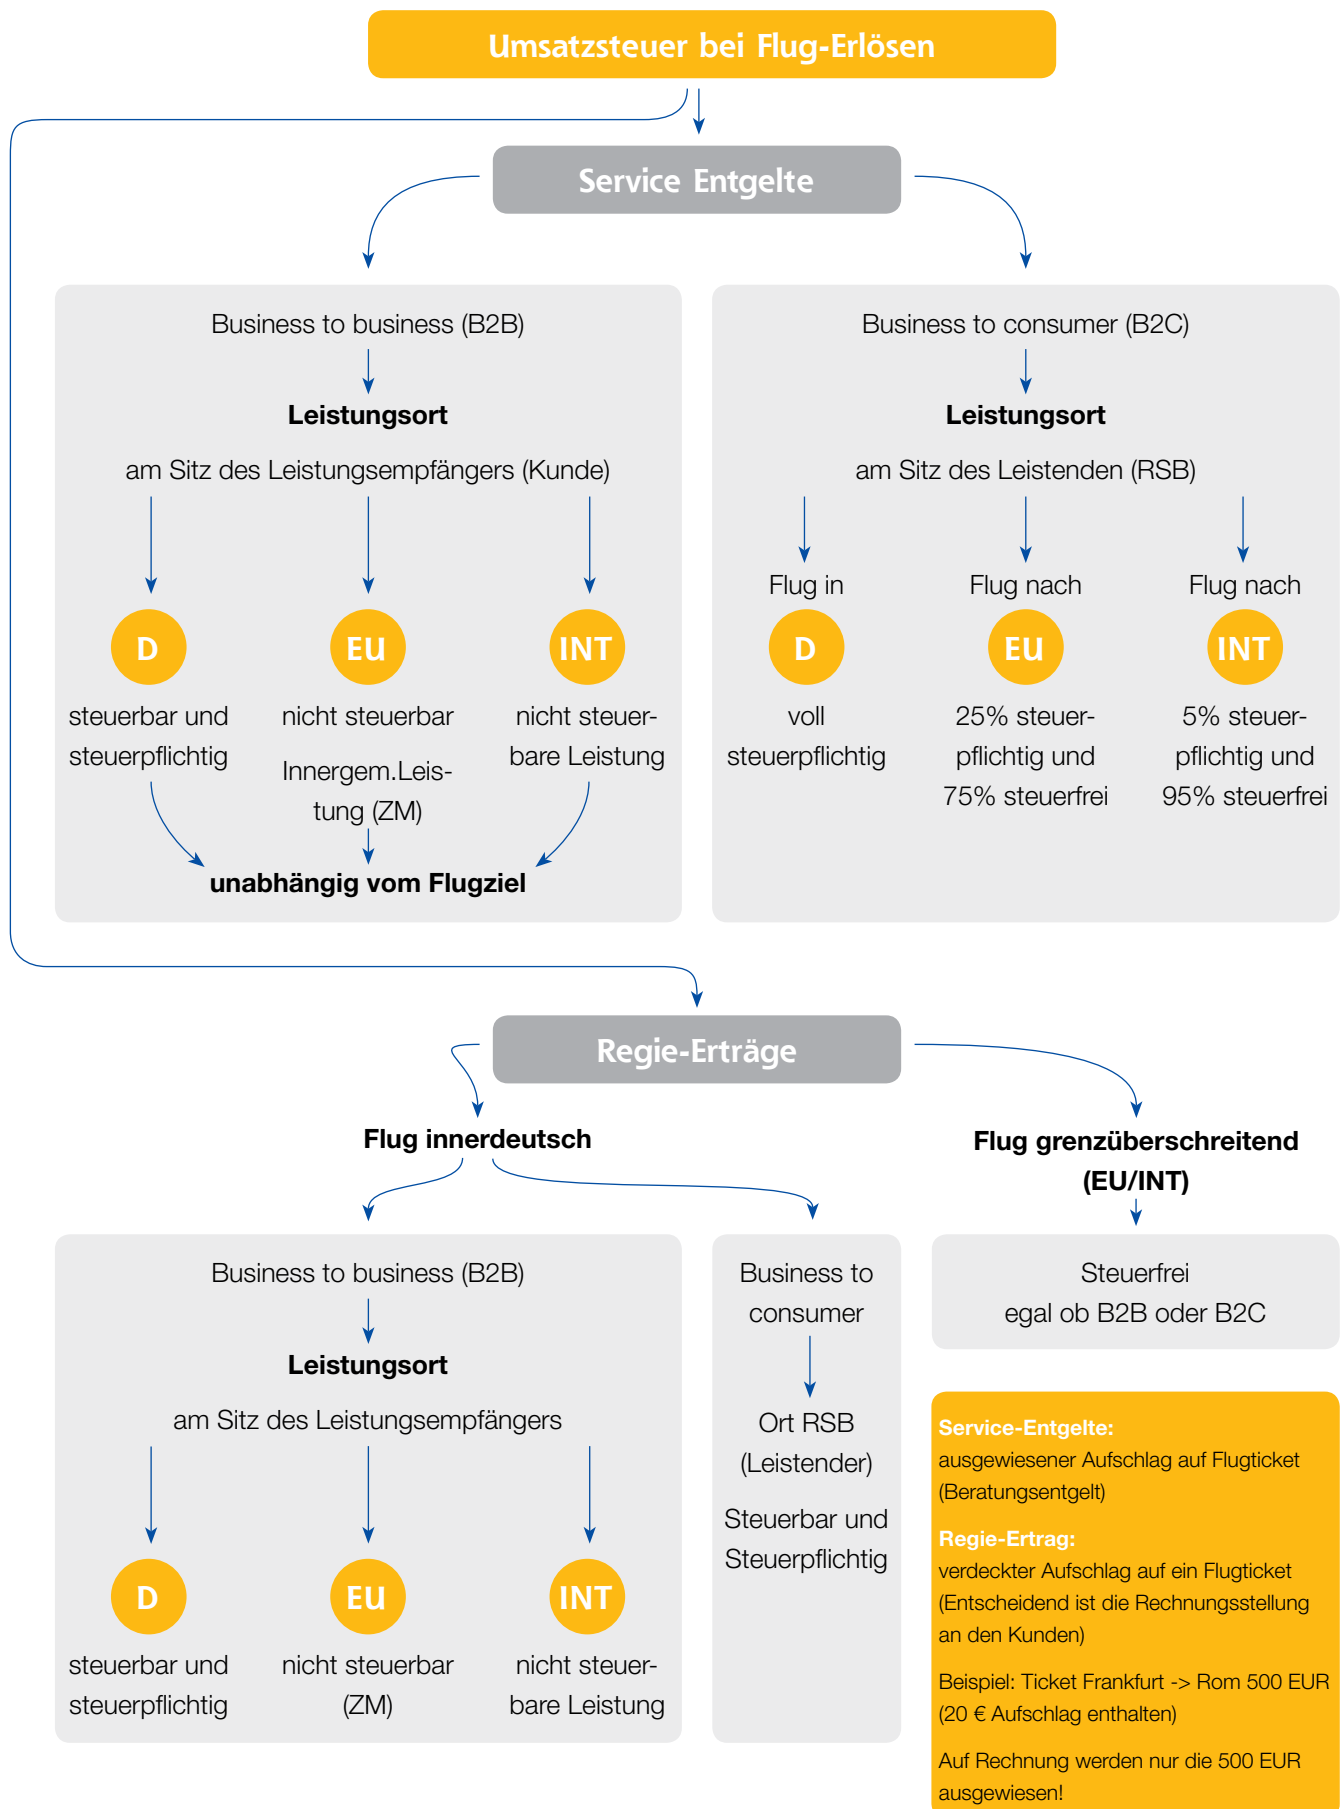 Umsatzsteuer bei Flug-Erlösen
Service Entgelte
Business to business (B2B)
Leistungsort
am Sitz des Leistungsempfängers (Kunde)
D
steuerbar und
steuerpflichtig
EU
nicht steuerbar
Innergem.Leis-
tung (ZM)
INT
nicht steuer-
bare Leistung
unabhängig vom Flugziel
Business to consumer (B2C)
Leistungsort
am Sitz des Leistenden (RSB)
Flug in
D
voll
steuerpflichtig
Flug nach
EU
25% steuer-
pflichtig und
75% steuerfrei
Flug nach
INT
5% steuer-
pflichtig und
95% steuerfrei
Regie-Erträge
Flug innerdeutsch
Business to business (B2B)
Leistungsort
am Sitz des Leistungsempfängers
D
steuerbar und
steuerpflichtig
EU
nicht steuerbar
(ZM)
INT
nicht steuer-
bare Leistung
Business to
consumer
Ort RSB
(Leistender)
Steuerbar und
Steuerpflichtig
Flug grenzüberschreitend
(EU/INT)
Steuerfrei
egal ob B2B oder B2C
Service-Entgelte:
ausgewiesener Aufschlag auf Flugticket
(Beratungsentgelt)
Regie-Ertrag:
verdeckter Aufschlag auf ein Flugticket
(Entscheidend ist die Rechnungsstellung
an den Kunden)
Beispiel: Ticket Frankfurt -> Rom 500 EUR
(20 € Aufschlag enthalten)
Auf Rechnung werden nur die 500 EUR
ausgewiesen!